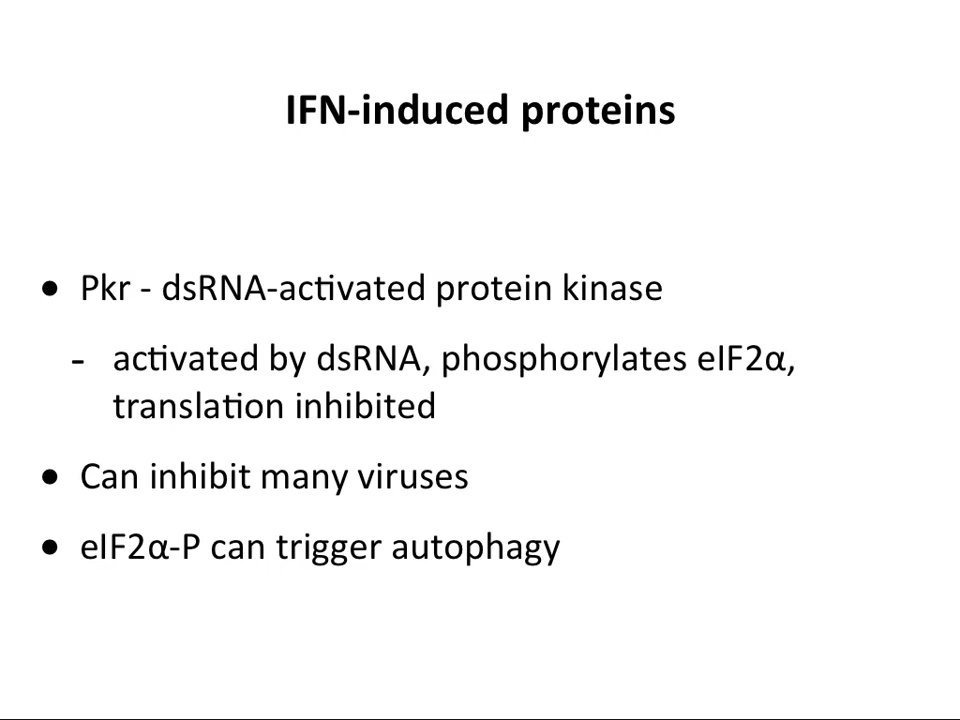 IFN-induced proteins
• Pkr - dsRNA-activated protein kinase
- activated by dsRNA, phosphorylates eIF2α,
translation inhibited
• Can inhibit many viruses
• eIF2α-P can trigger autophagy